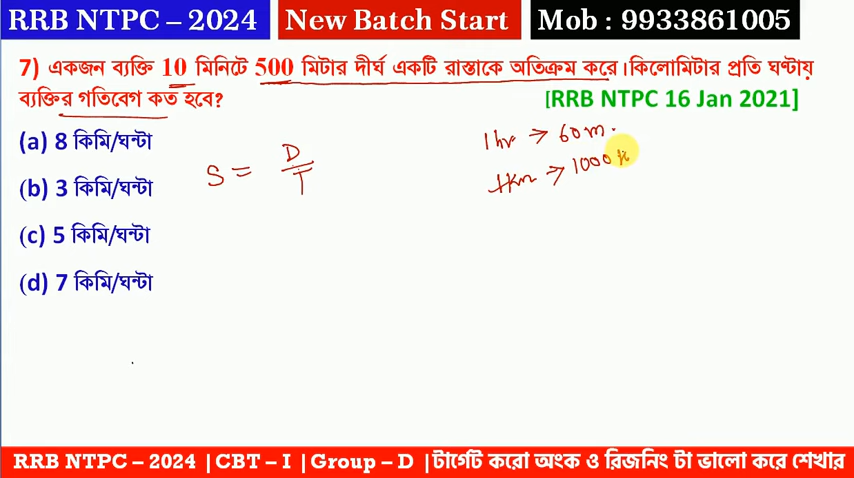 RRB NTPC – 2024 New Batch Start Mob : 9933861005
7) একজন ব্যক্তি 10 মিনিটে 500 মিটার দীর্ঘ একটি রাস্তাকে অতিক্রম করে। কিলোমিটার প্রতি ঘণ্টায়
ব্যক্তির গতিবেগ কত হবে? [RRB NTPC 16 Jan 2021]
(a) 8 কিমি/ঘন্টা
(b) 3 কিমি/ঘন্টা
(c) 5 কিমি/ঘন্টা
(d) 7 কিমি/ঘন্টা
S = D/T
1hr → 60m.
1km → 1000
RRB NTPC – 2024 |CBT – I |Group – D |টার্গেট করো অংক ও রিজনিং টা ভালো করে শেখার